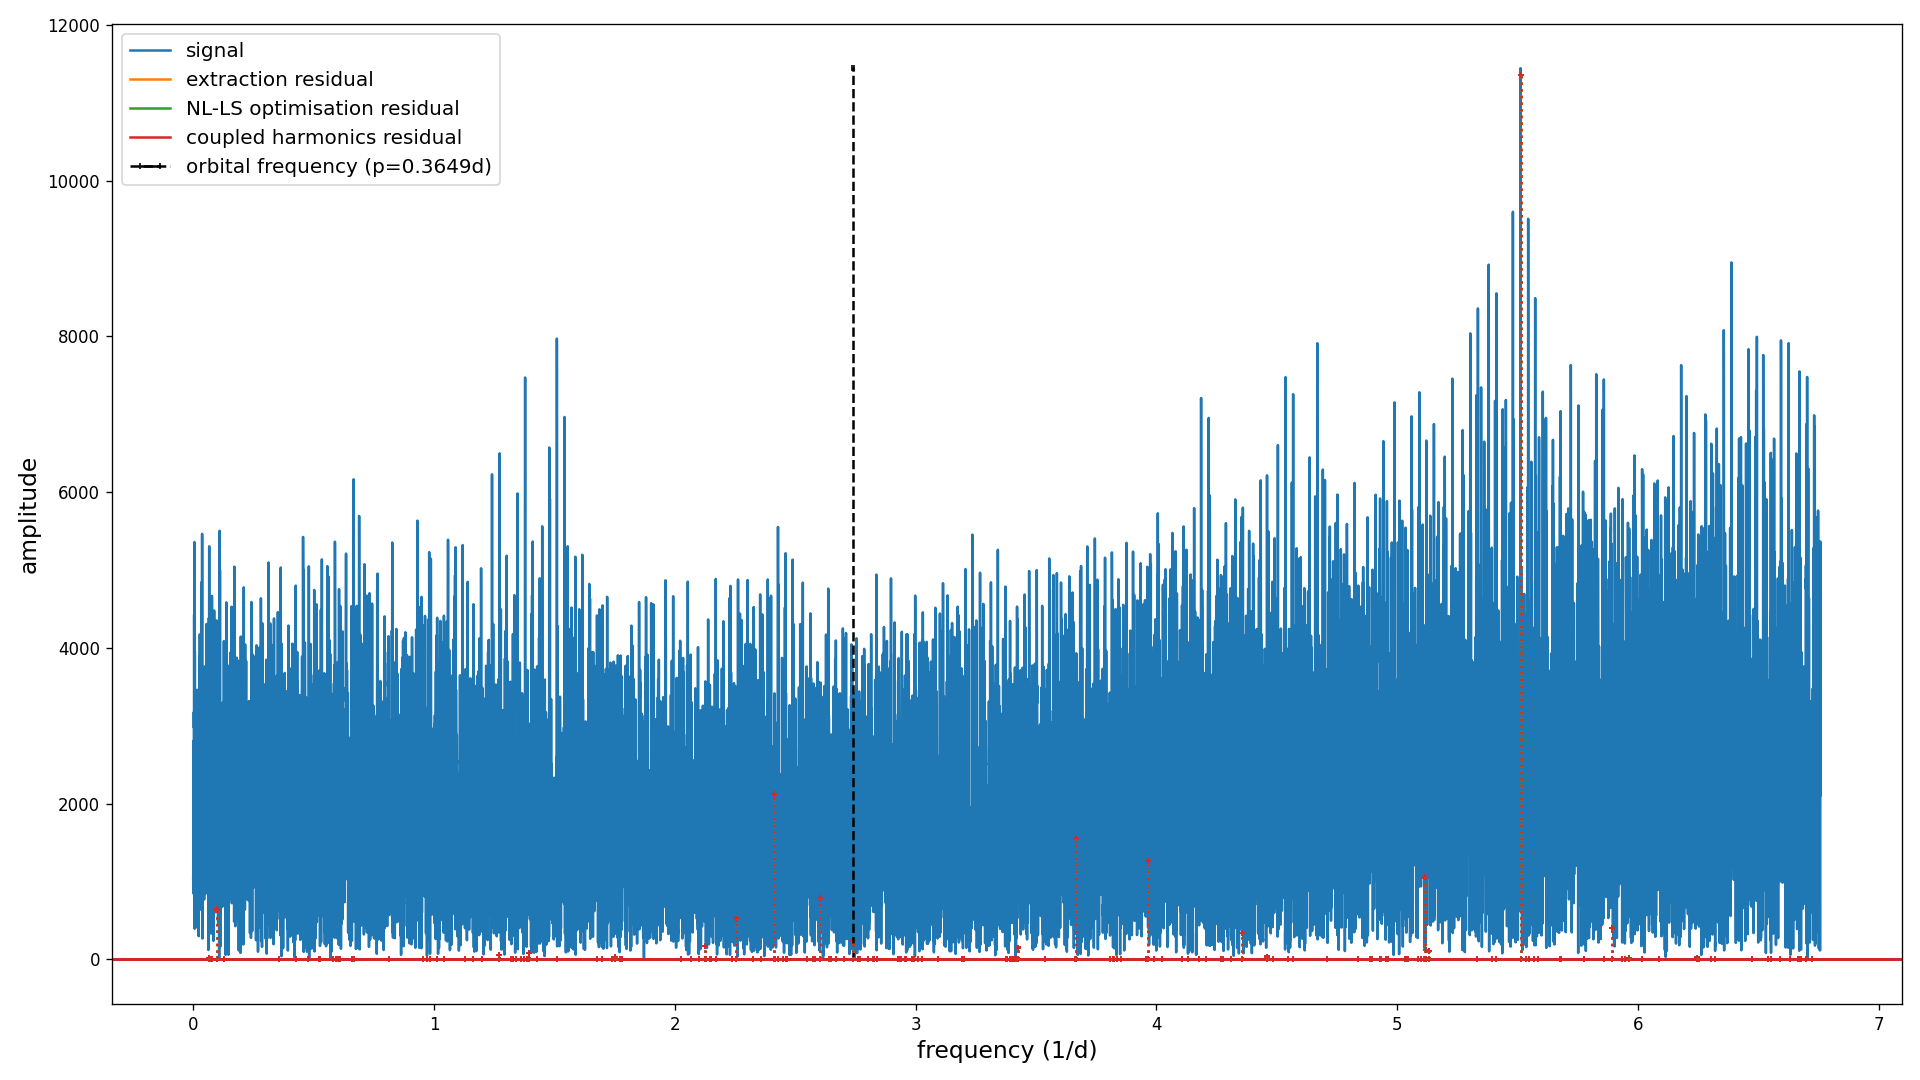 signal
extraction residual
NL-LS optimisation residual
coupled harmonics residual
orbital frequency (p=0.3649d)
12000
10000
8000
6000
4000
2000
0
amplitude
0 1 2 3 4 5 6 7
frequency (1/d)